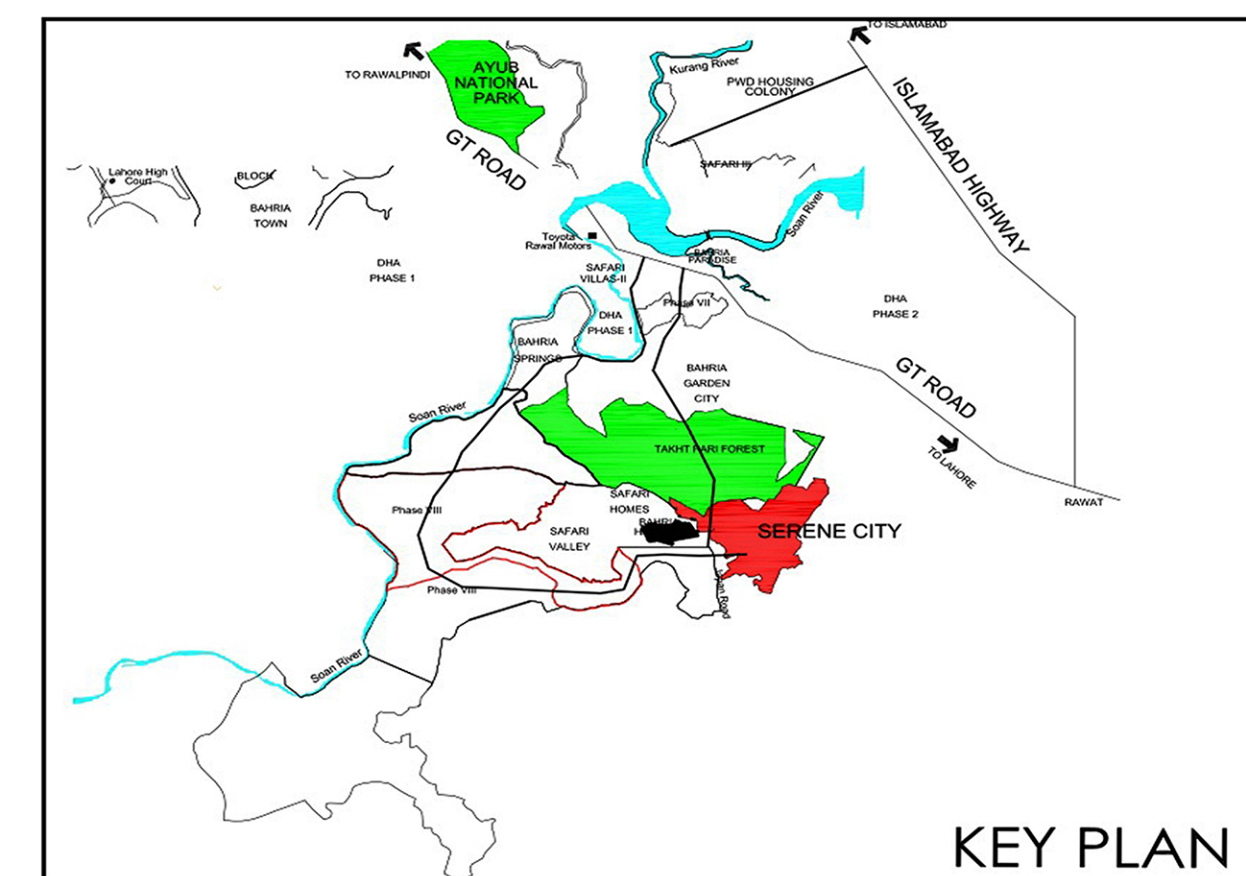 TO ISLAMABAD
TO RAWALPINDI
AYUB
NATIONAL
PARK
Kurang River
PWD HOUSING
COLONY
ISLAMABAD HIGHWAY
GT ROAD
SAFARI III
Lahore High
Court
BLOCK
BAHRIA
TOWN
Soan River
Toyota
Rawal Motors
BAHRIA
PARADISE
DHA
PHASE 1
SAFARI
VILLAS-II
Phase VII
DHA
PHASE 2
DHA
PHASE 1
BAHRIA
SPRINGS
BAHRIA
GARDEN
CITY
GT ROAD
Soan River
TO LAHORE
TAKHT PARI FOREST
RAWAT
SAFARI
HOMES
Phase VIII
BAHRIA
SAFARI
VALLEY
SERENE CITY
Phase VIII
Road
Soan River
KEY PLAN